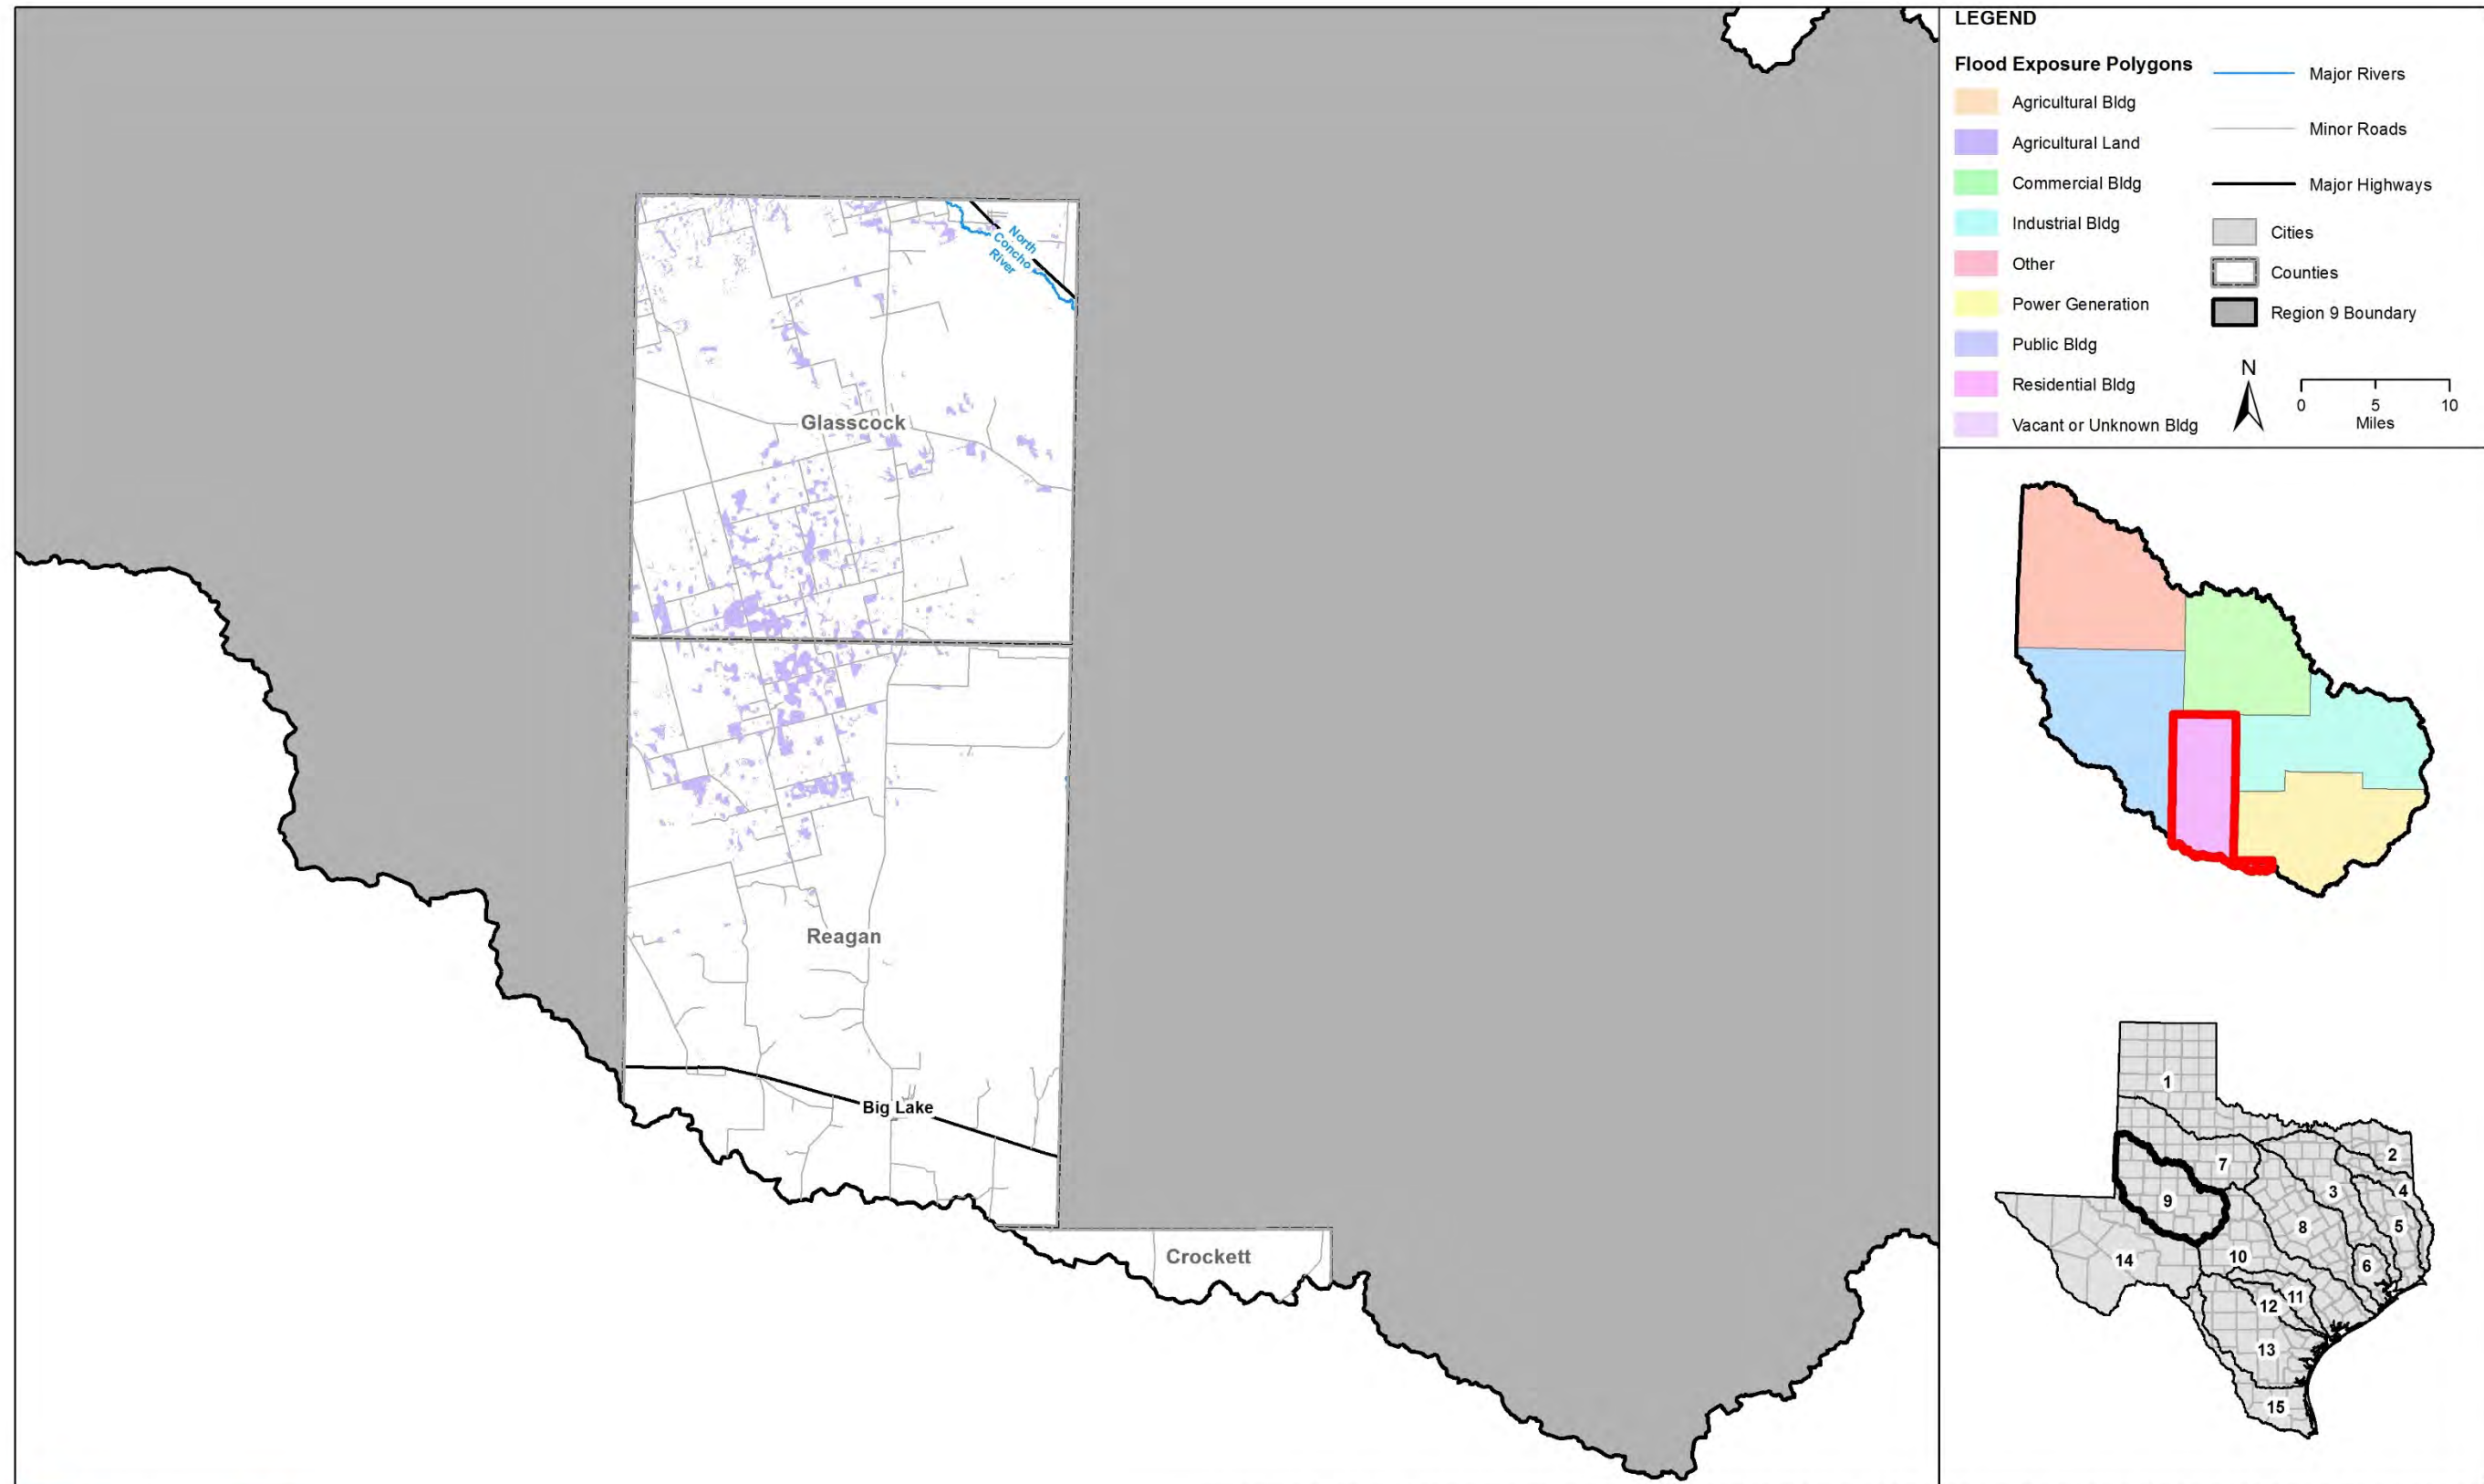 LEGEND
Flood Exposure Polygons
Agricultural Bldg
Agricultural Land
Commercial Bldg
Industrial Bldg
Other
Power Generation
Public Bldg
Residential Bldg
Vacant or Unknown Bldg
Major Rivers
Minor Roads
Major Highways
Cities
Counties
Region 9 Boundary
N
0 5 10
Miles
North
Concho
River
Glasscock
Reagan
Big Lake
Crockett
1
2
7
3
4
9
8
5
10
14
6
11
12
13
15